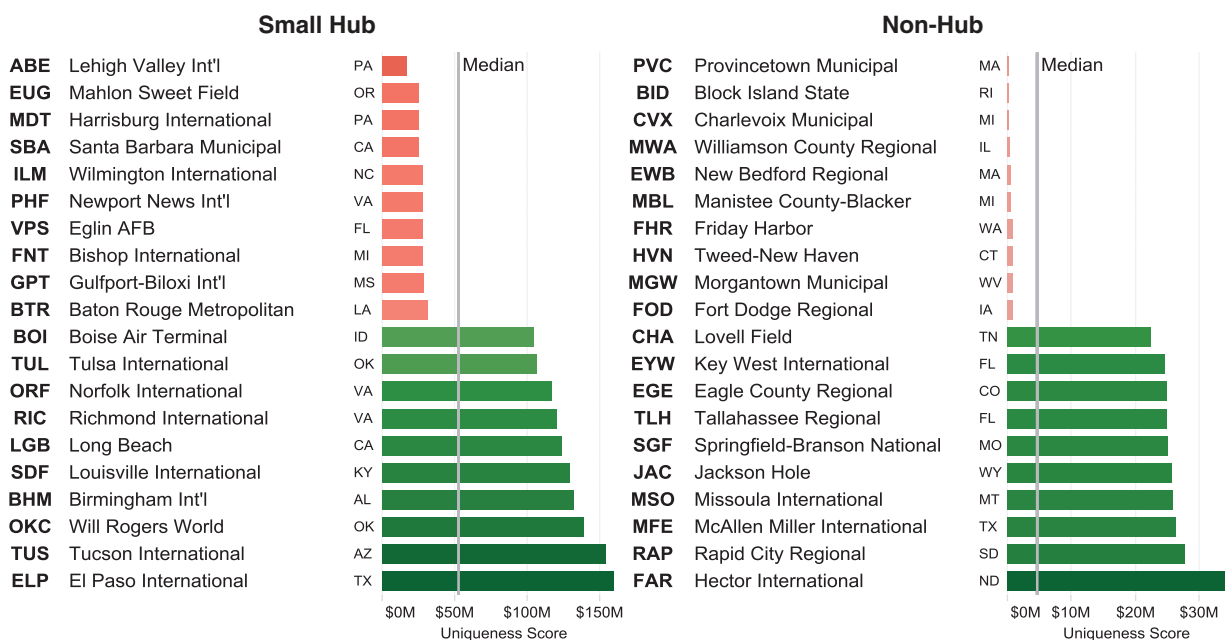 Small Hub
Median
ABE Lehigh Valley Int'l PA
EUG Mahlon Sweet Field OR
MDT Harrisburg International PA
SBA Santa Barbara Municipal CA
ILM Wilmington International NC
PHF Newport News Int'l VA
VPS Eglin AFB FL
FNT Bishop International MI
GPT Gulfport-Biloxi Int'l MS
BTR Baton Rouge Metropolitan LA
BOI Boise Air Terminal ID
TUL Tulsa International OK
ORF Norfolk International VA
RIC Richmond International VA
LGB Long Beach CA
SDF Louisville International KY
BHM Birmingham Int'l AL
OKC Will Rogers World OK
TUS Tucson International AZ
ELP El Paso International TX
$0M $50M $100M $150M
Uniqueness Score
Non-Hub
Median
PVC Provincetown Municipal MA
BID Block Island State RI
CVX Charlevoix Municipal MI
MWA Williamson County Regional IL
EWB New Bedford Regional MA
MBL Manistee County-Blacker MI
FHR Friday Harbor WA
HVN Tweed-New Haven CT
MGW Morgantown Municipal WV
FOD Fort Dodge Regional IA
CHA Lovell Field TN
EYW Key West International FL
EGE Eagle County Regional CO
TLH Tallahassee Regional FL
SGF Springfield-Branson National MO
JAC Jackson Hole WY
MSO Missoula International MT
MFE McAllen Miller International TX
RAP Rapid City Regional SD
FAR Hector International ND
$0M $10M $20M $30M
Uniqueness Score